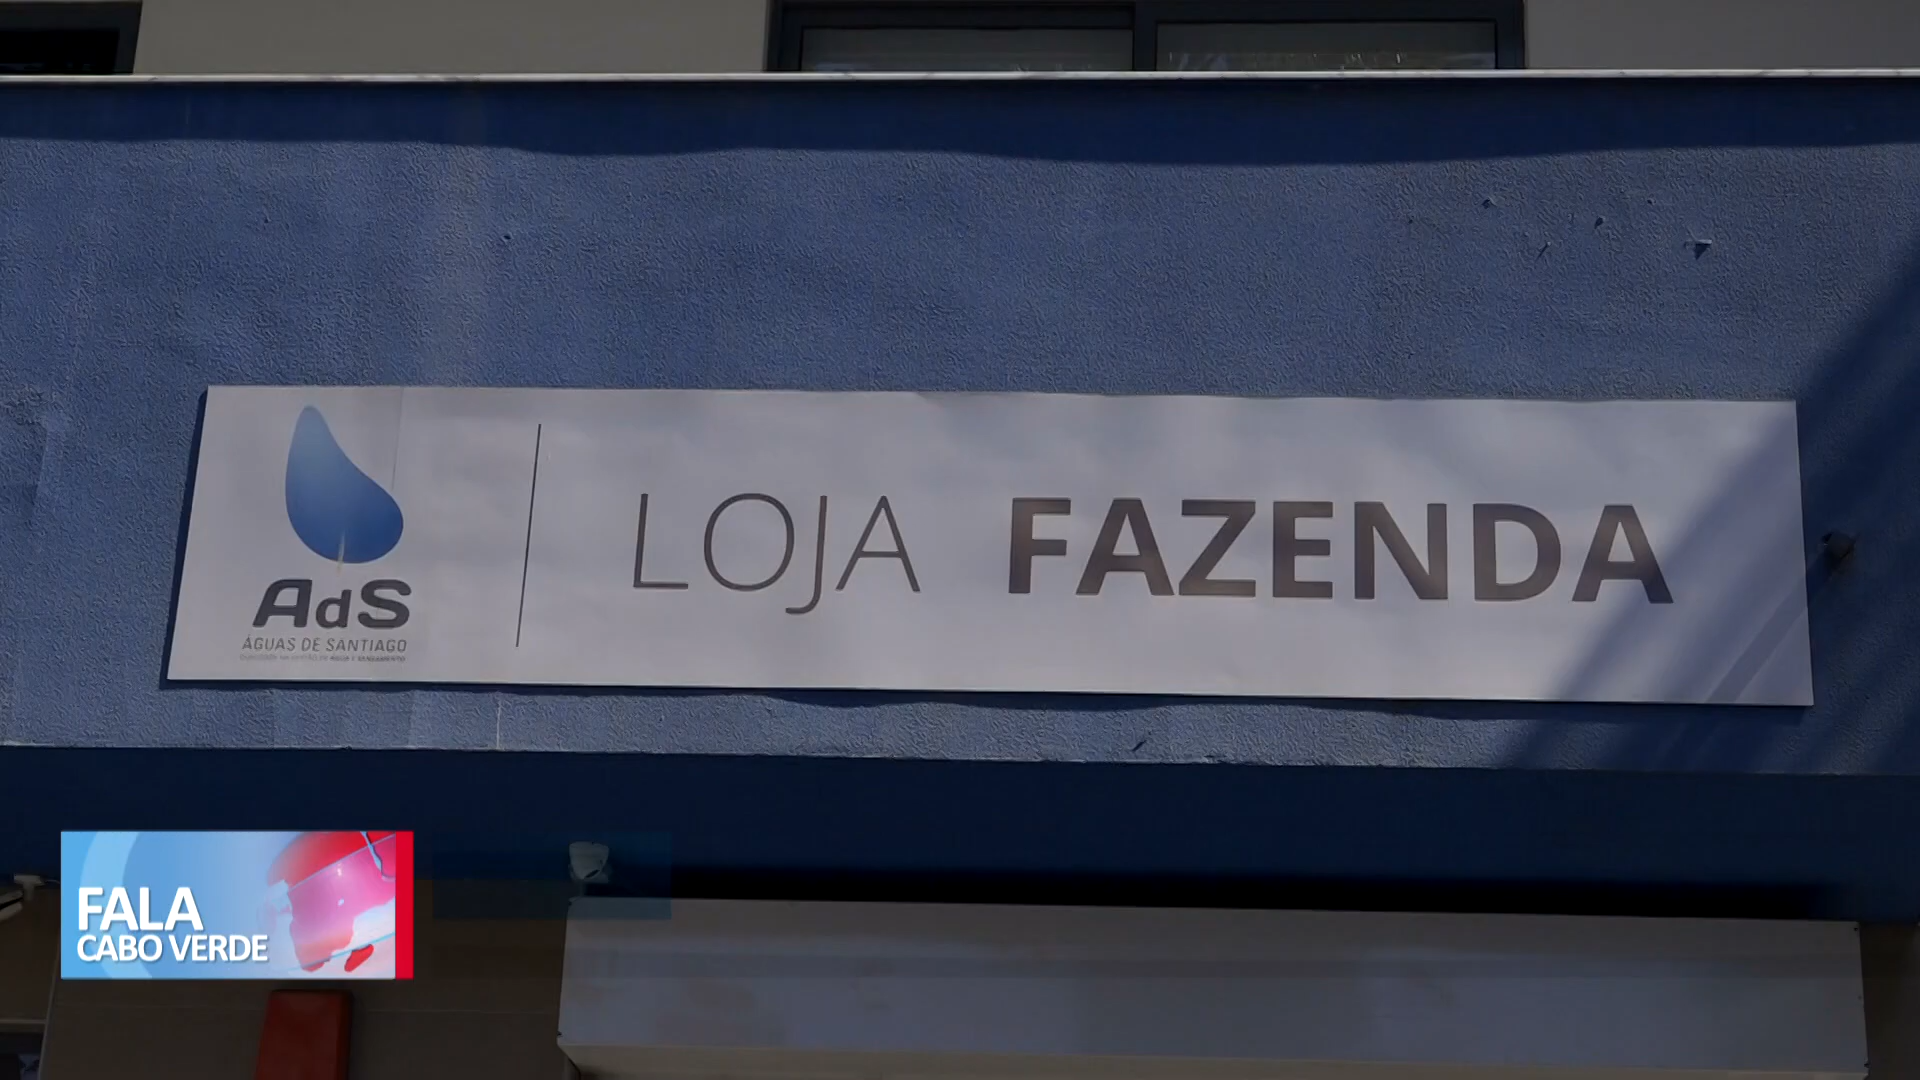 AdS
ÁGUAS DE SANTIAGO
LOJA FAZENDA
FALA
CABO VERDE